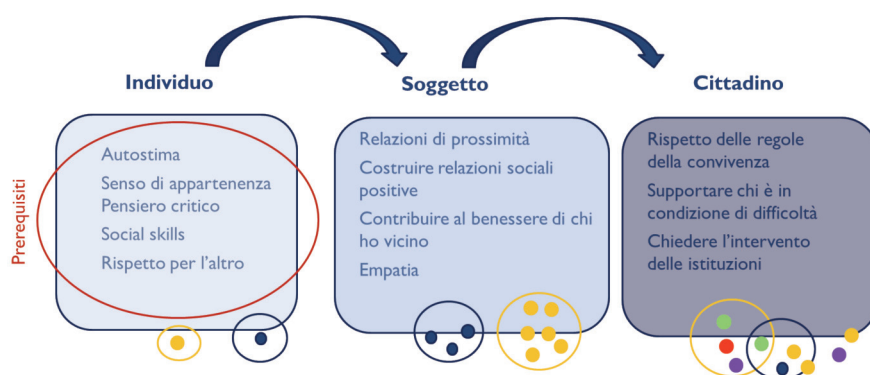 Individuo
Soggetto
Cittadino
Prerequisiti
Autostima
Senso di appartenenza
Pensiero critico
Social skills
Rispetto per l'altro
Relazioni di prossimità
Costruire relazioni sociali
positive
Contribuire al benessere di chi
ho vicino
Empatia
Rispetto delle regole
della convivenza
Supportare chi è in
condizione di difficoltà
Chiedere l'intervento
delle istituzioni